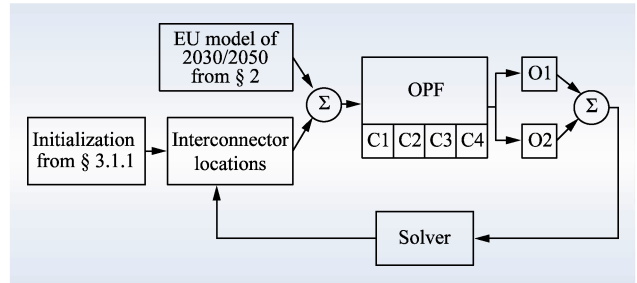 EU model of
2030/2050
from § 2
Σ
OPF
O1
Σ
Initialization
from § 3.1.1
Interconnector
locations
C1 C2 C3 C4
O2
Solver